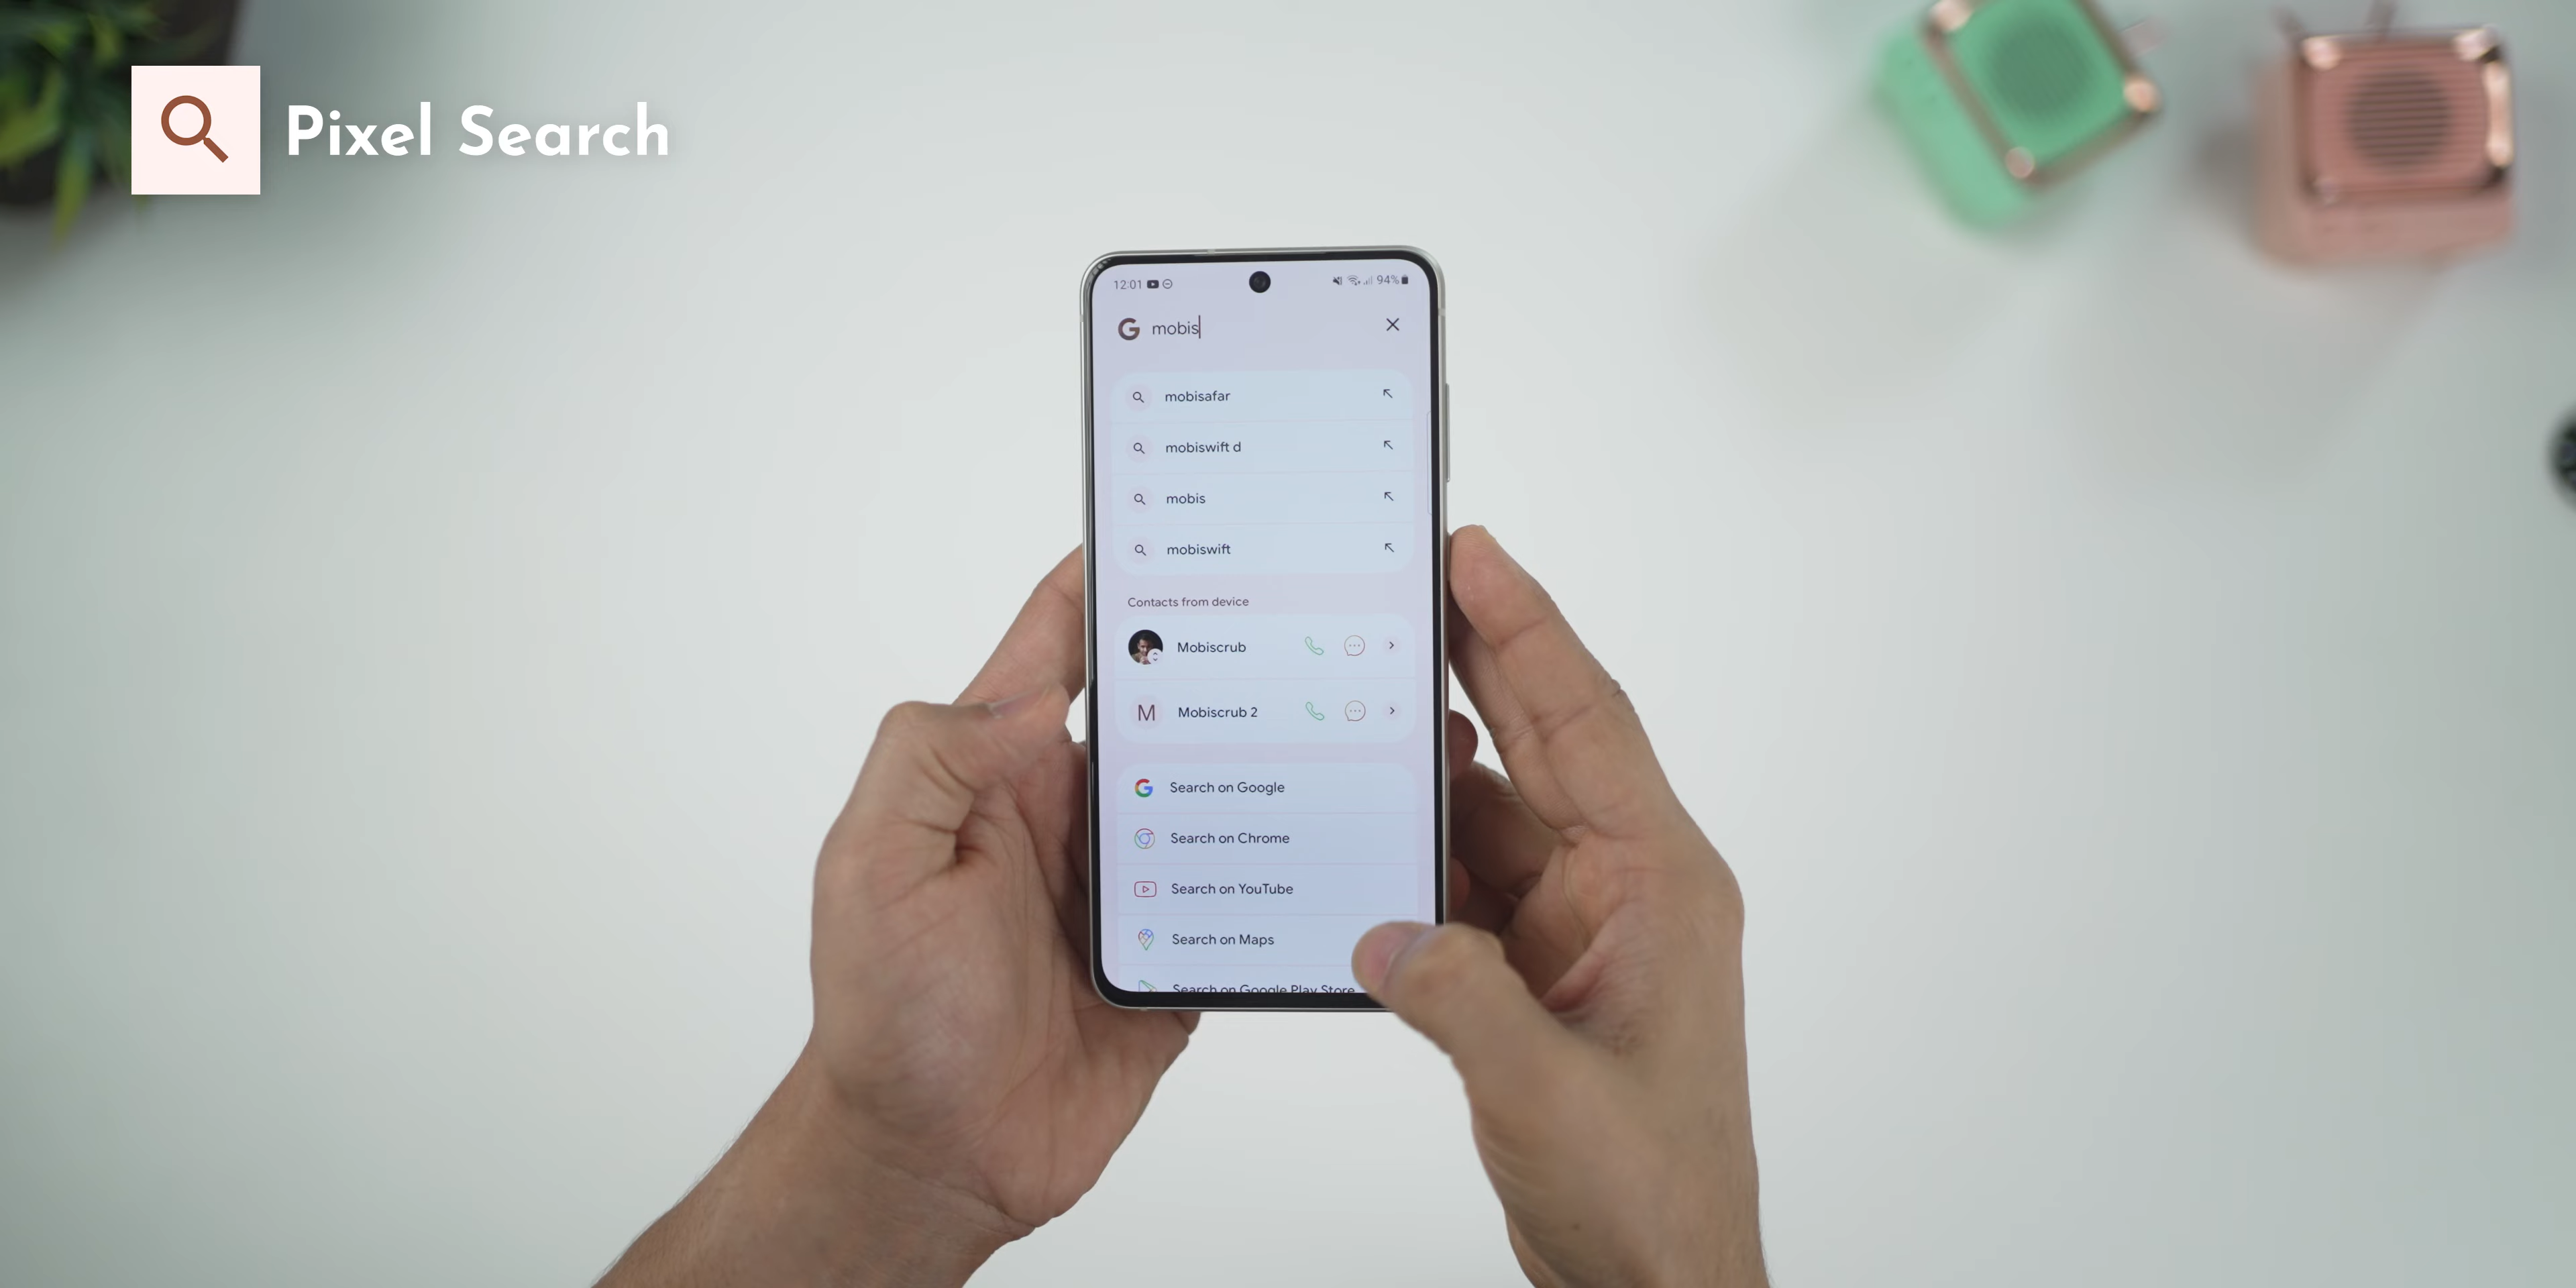 Pixel Search
12:01
94%
G mobis
mobisafar
mobiswift d
mobis
mobiswift
Contacts from device
Mobiscrub
M Mobiscrub 2
G Search on Google
Search on Chrome
Search on YouTube
Search on Maps
Search on Google Play Store